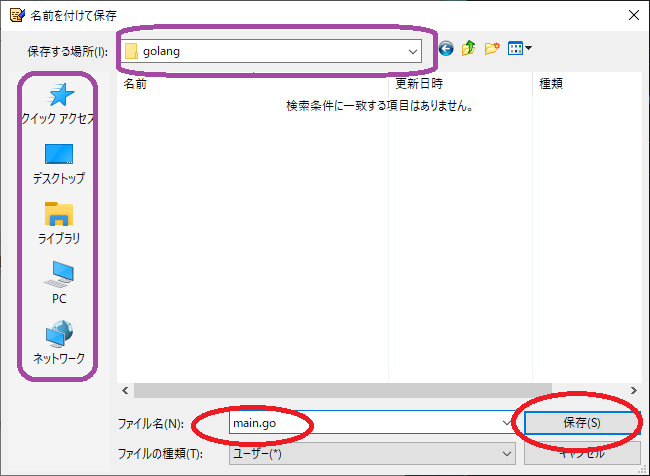 名前を付けて保存
保存する場所(I):
golang
クイック アクセス
デスクトップ
ライブラリ
PC
ネットワーク
名前
更新日時
種類
検索条件に一致する項目はありません。
ファイル名(N):
main.go
保存(S)
ファイルの種類(T):
ユーザー(*)
キャンセル